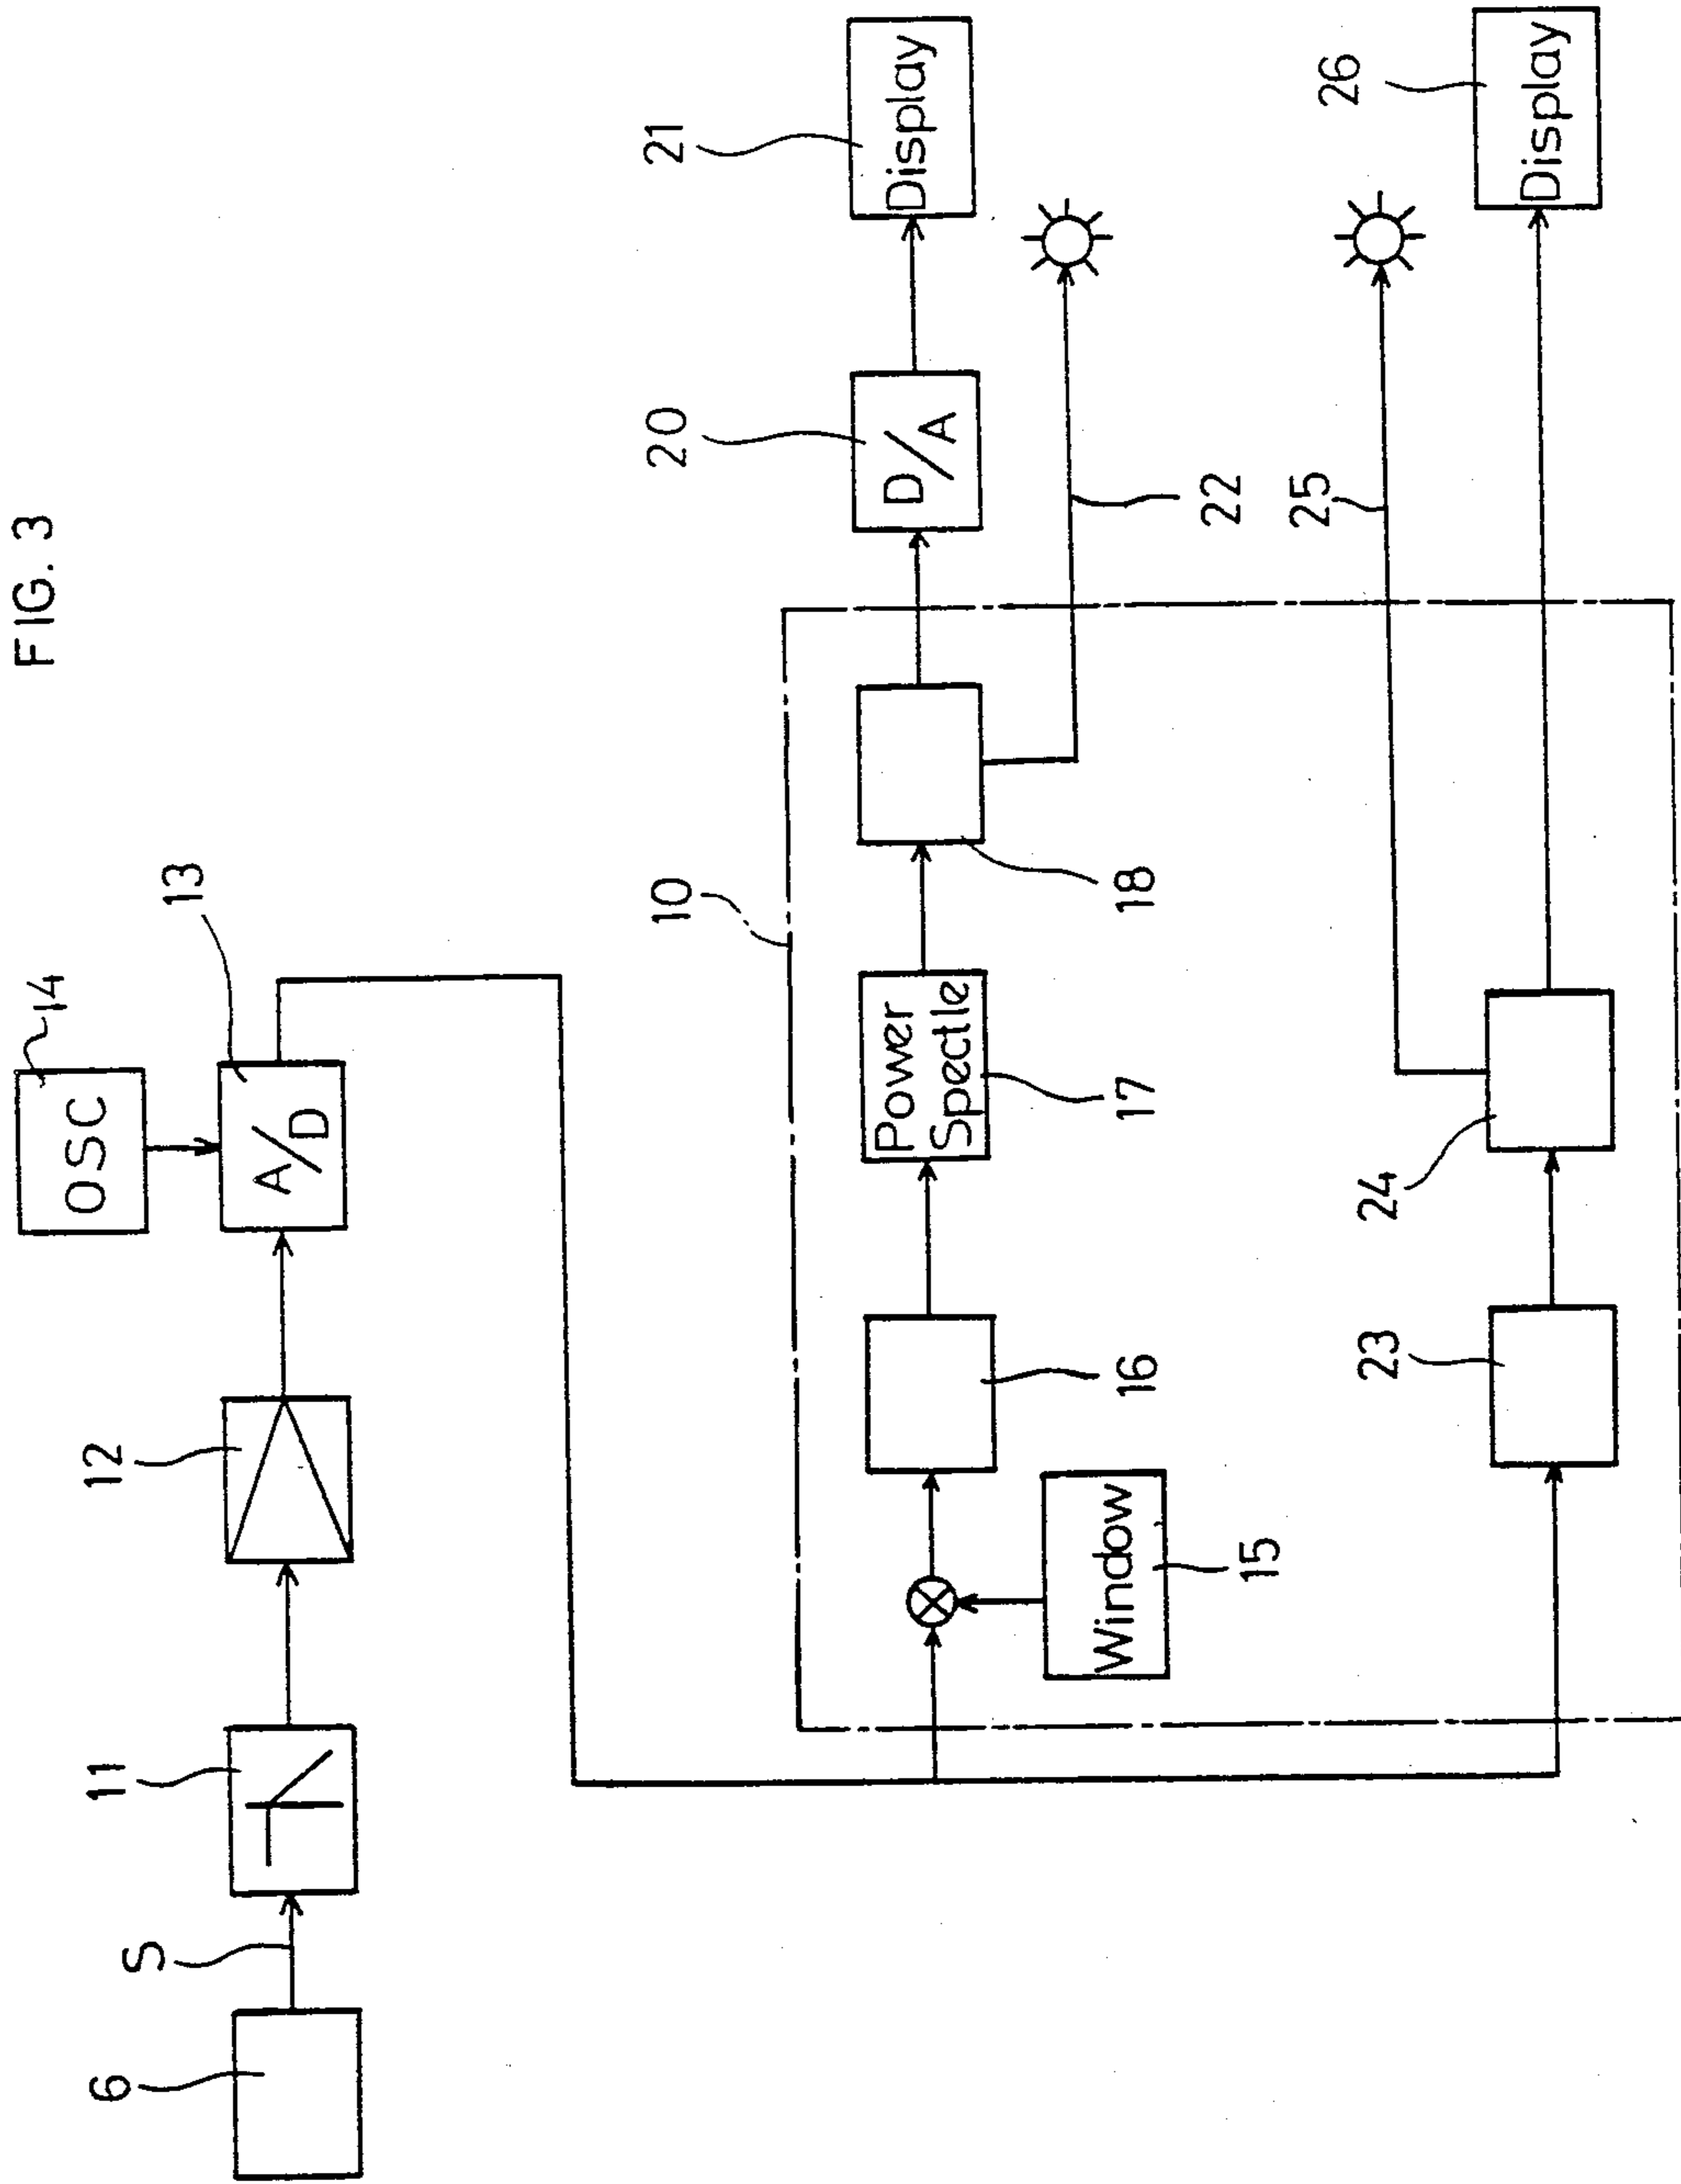 FIG. 3
6
S
11
12
14
OSC
13
A/D
10
Window
15
16
Power
Spectle
17
18
20
D/A
21
Display
22
23
24
25
26
Display